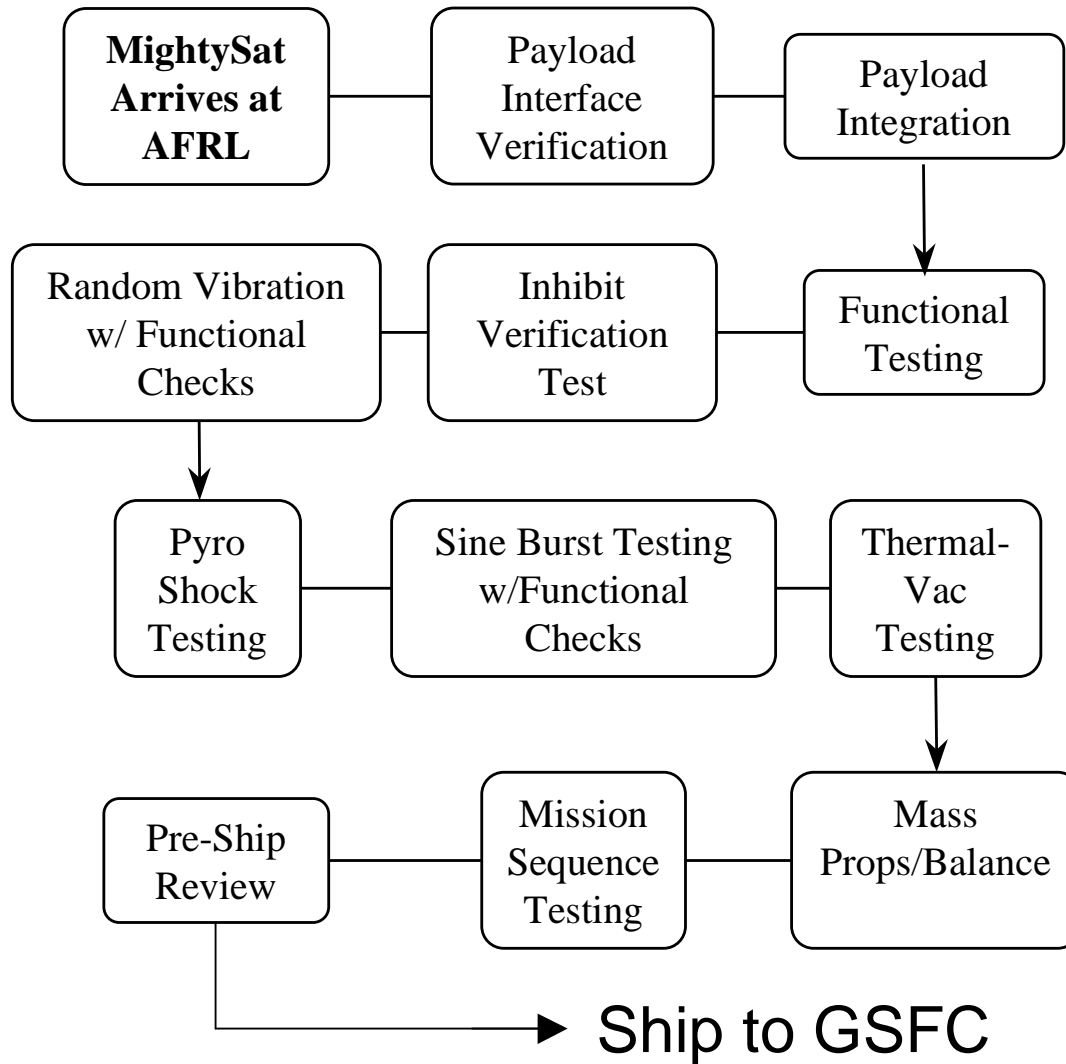 MightySat
Arrives at
AFRL
Payload
Interface
Verification
Payload
Integration
Random Vibration
w/ Functional
Checks
Inhibit
Verification
Test
Functional
Testing
Pyro
Shock
Testing
Sine Burst Testing
w/Functional
Checks
Thermal-
Vac
Testing
Pre-Ship
Review
Mission
Sequence
Testing
Mass
Props/Balance
Ship to GSFC